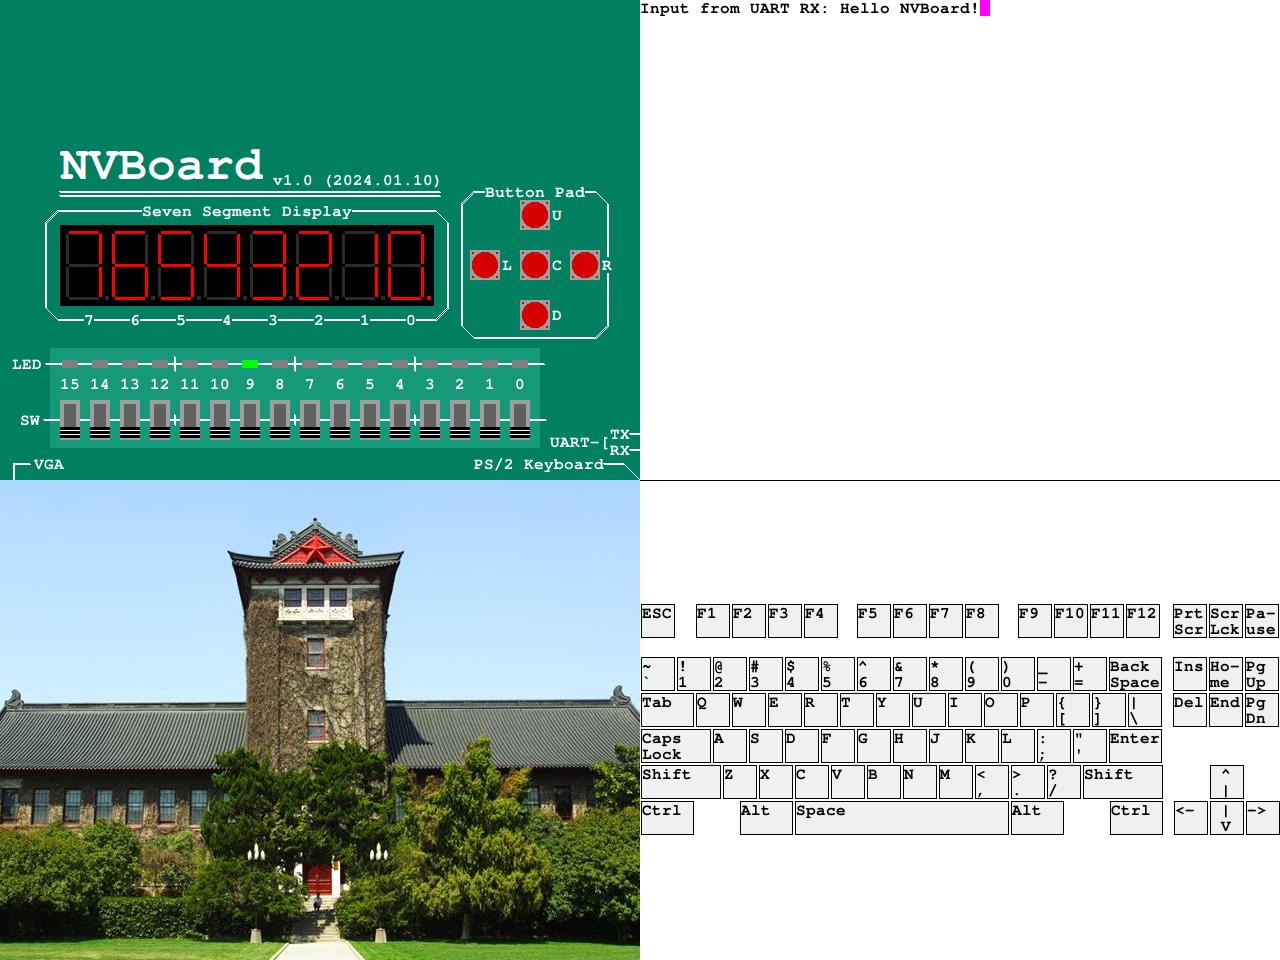 Input from UART RX: Hello NVBoard!
NVBoard v1.0 (2024.01.10)
Seven Segment Display
76543210.
7 6 5 4 3 2 1 0
Button Pad
U
L C R
D
LED
15 14 13 12 11 10 9 8 7 6 5 4 3 2 1 0
SW
UART-[TX
RX
VGA
PS/2 Keyboard
ESC F1 F2 F3 F4 F5 F6 F7 F8 F9 F10 F11 F12 Prt Scr Pa-
Scr Lck use
~ ! @ # $ % ^ & * ( ) _ + Back Ins Ho- Pg
` 1 2 3 4 5 6 7 8 9 0 - = Space me Up
Tab Q W E R T Y U I O P { } | Del End Pg
[ ] \ Dn
Caps A S D F G H J K L : " Enter
Lock ; '
Shift Z X C V B N M < > ? Shift ^
, . / |
Ctrl Alt Space Alt Ctrl <- | ->
V